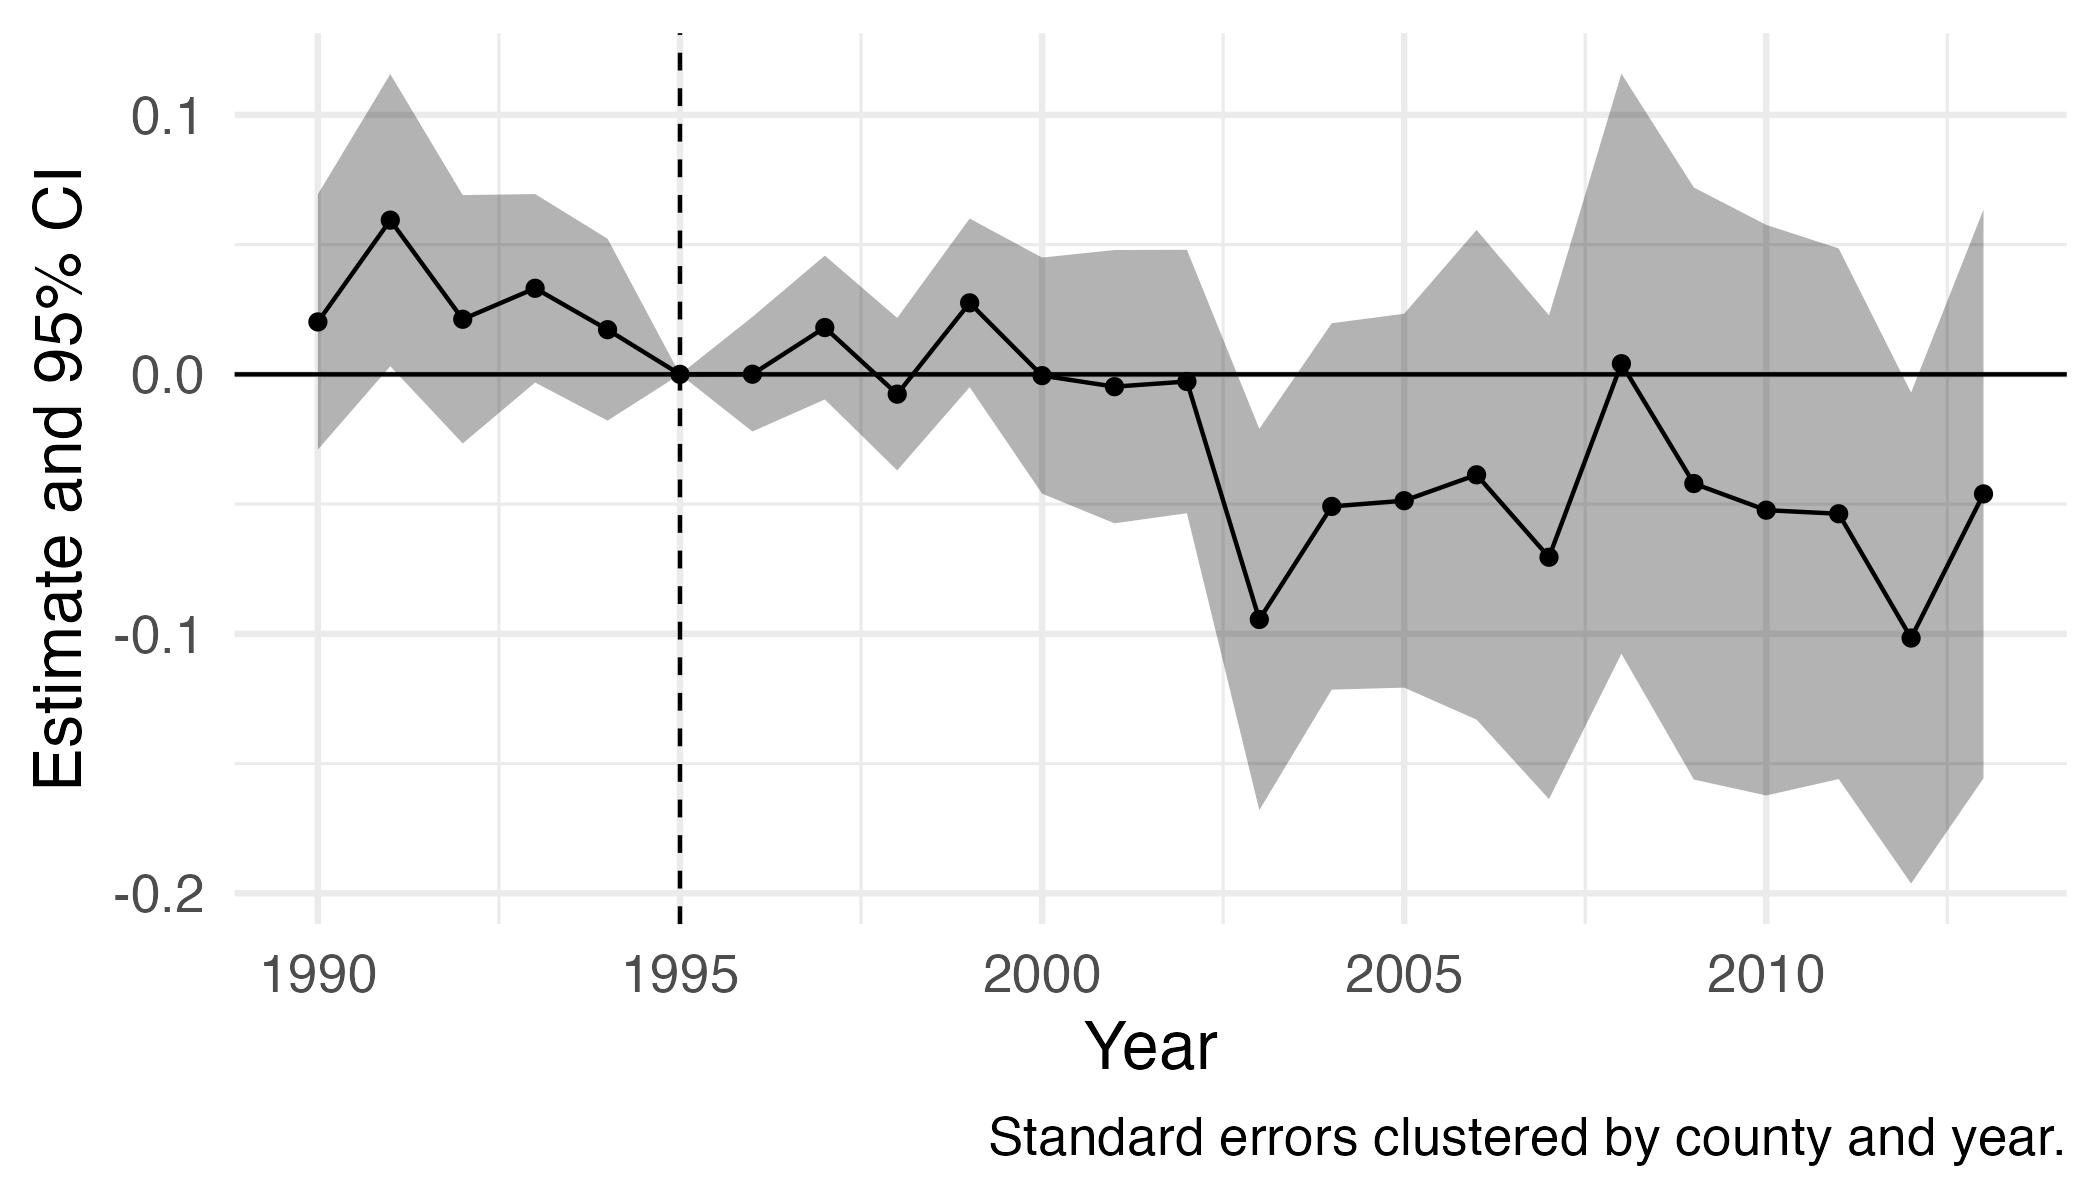 Estimate and 95% CI
0.1
0.0
-0.1
-0.2
1990 1995 2000 2005 2010
Year
Standard errors clustered by county and year.